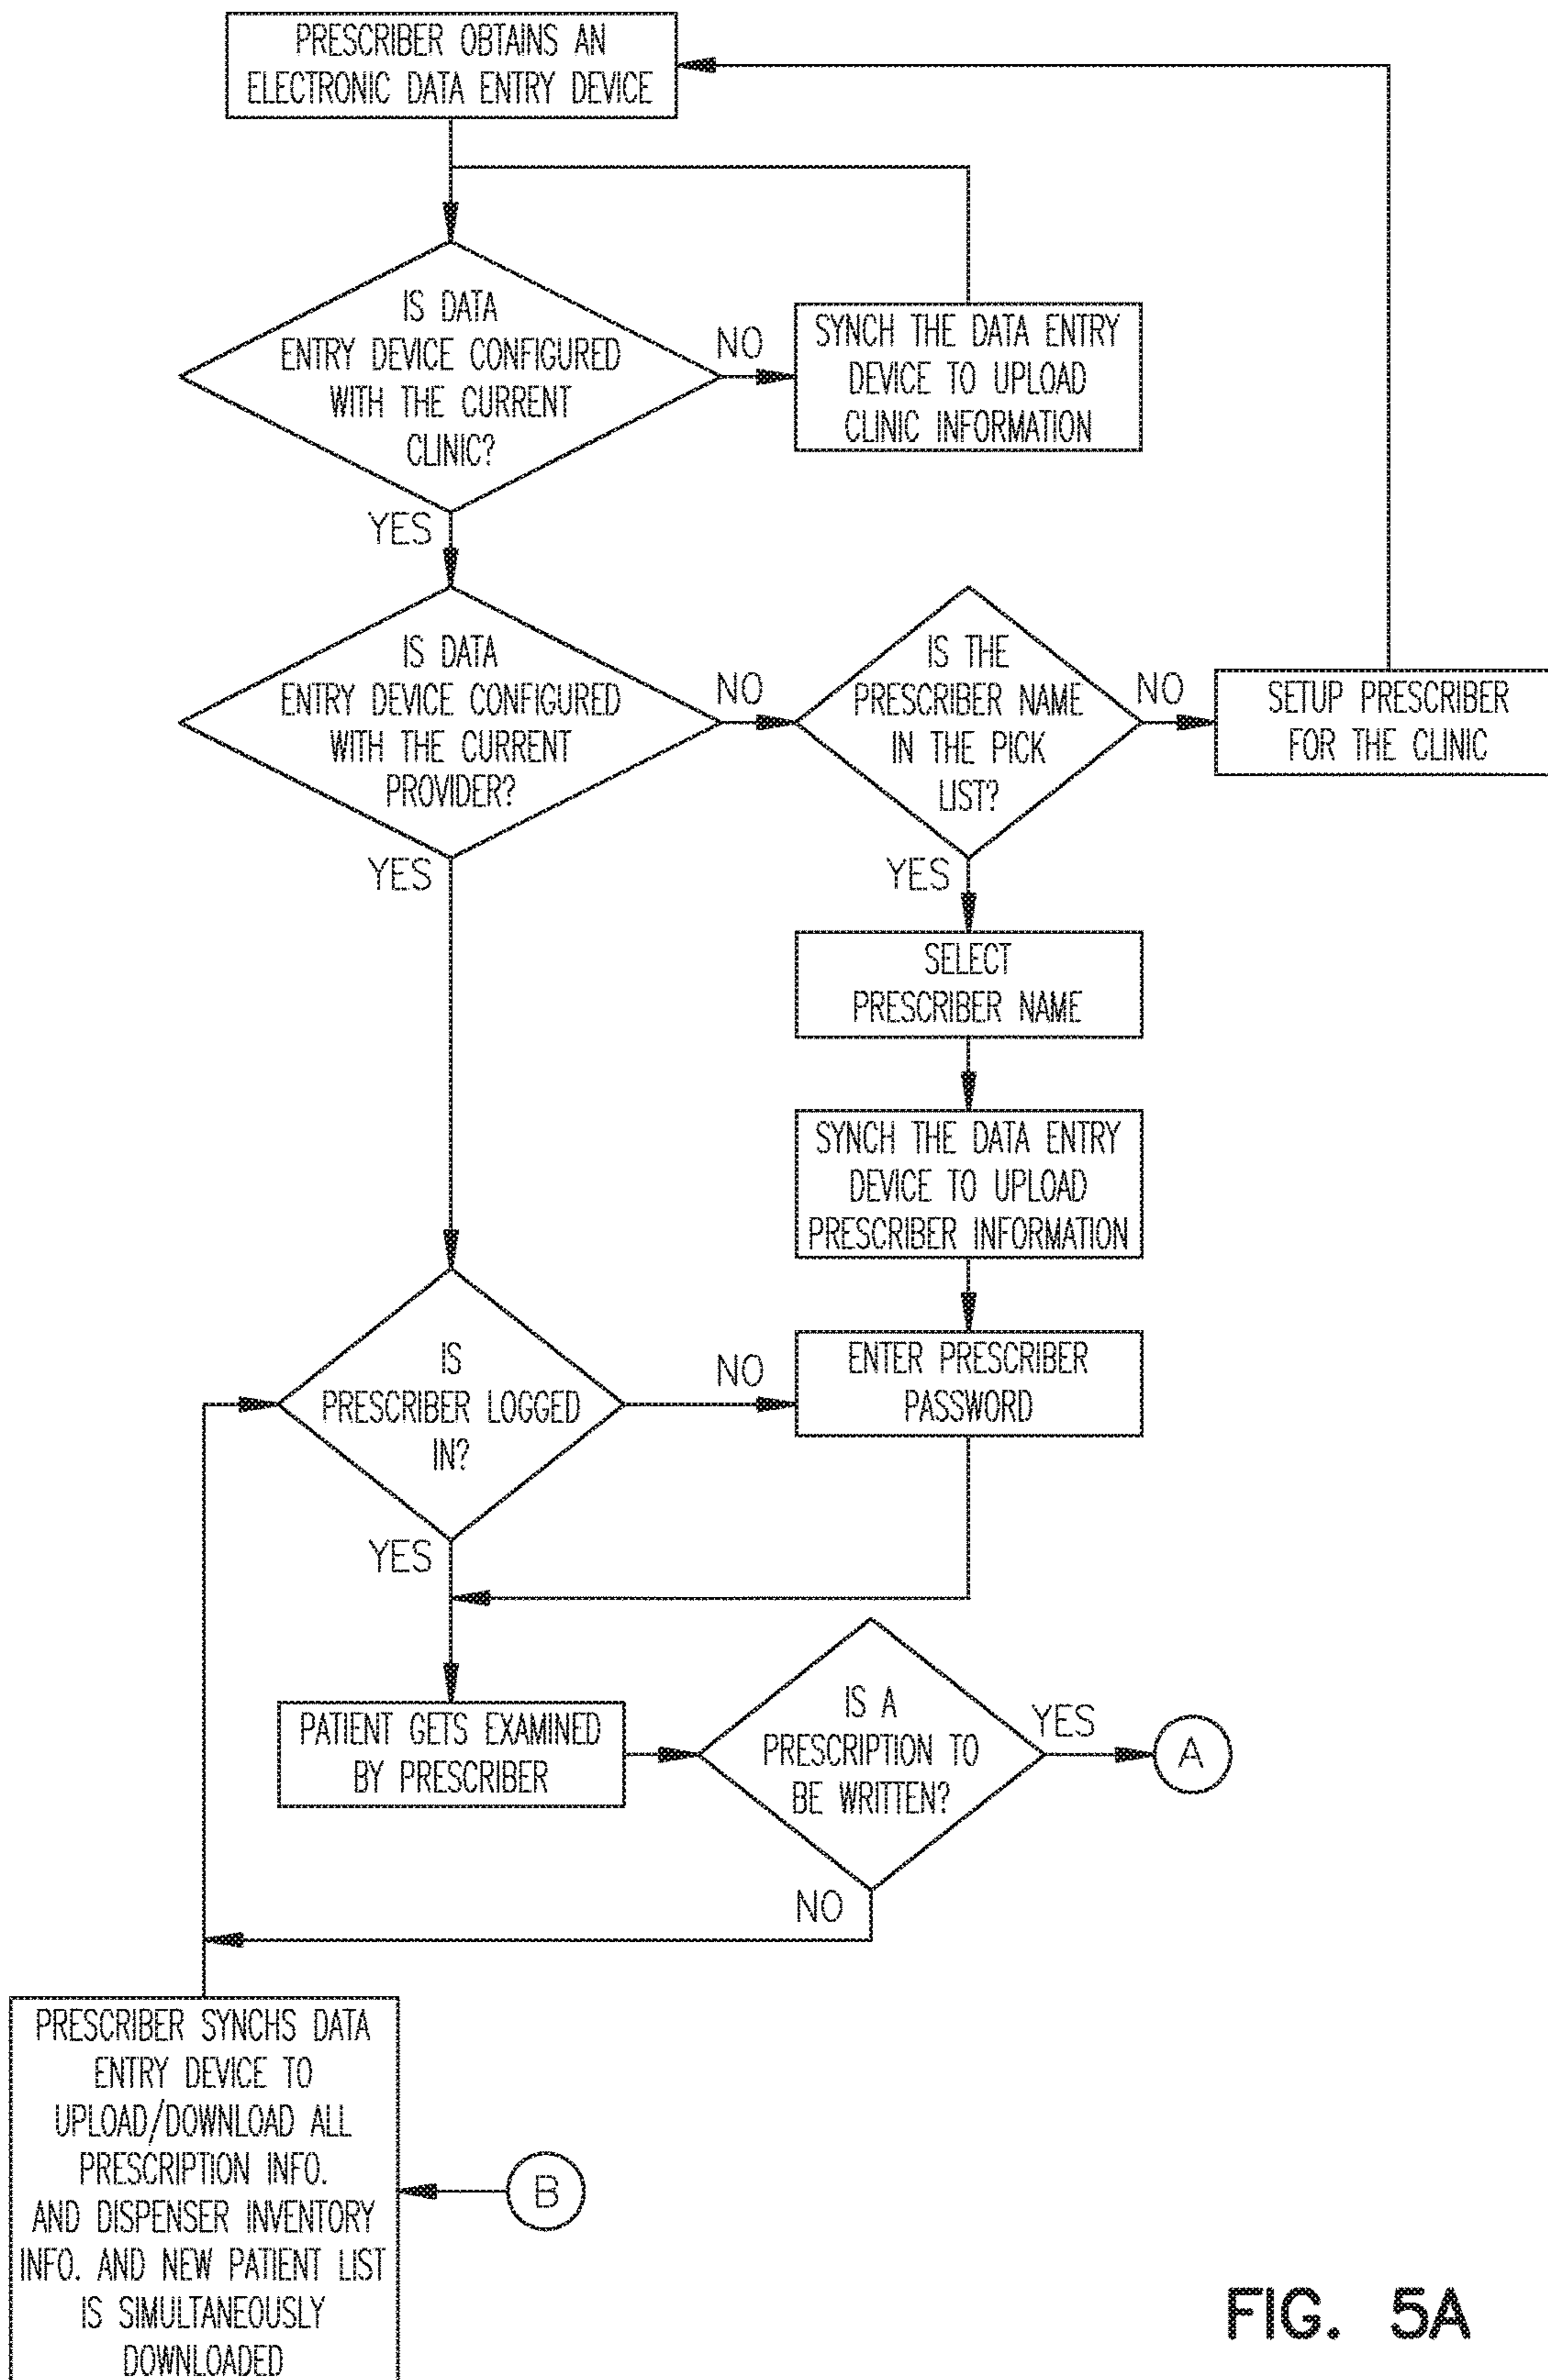 PRESCRIBER OBTAINS AN
ELECTRONIC DATA ENTRY DEVICE
IS DATA
ENTRY DEVICE CONFIGURED
WITH THE CURRENT
CLINIC?
NO
SYNCH THE DATA ENTRY
DEVICE TO UPLOAD
CLINIC INFORMATION
YES
IS DATA
ENTRY DEVICE CONFIGURED
WITH THE CURRENT
PROVIDER?
NO
IS THE
PRESCRIBER NAME
IN THE PICK
LIST?
NO
SETUP PRESCRIBER
FOR THE CLINIC
YES
YES
SELECT
PRESCRIBER NAME
SYNCH THE DATA ENTRY
DEVICE TO UPLOAD
PRESCRIBER INFORMATION
IS
PRESCRIBER LOGGED
IN?
NO
ENTER PRESCRIBER
PASSWORD
YES
PATIENT GETS EXAMINED
BY PRESCRIBER
IS A
PRESCRIPTION TO
BE WRITTEN?
YES
A
NO
PRESCRIBER SYNCHS DATA
ENTRY DEVICE TO
UPLOAD/DOWNLOAD ALL
PRESCRIPTION INFO.
AND DISPENSER INVENTORY
INFO. AND NEW PATIENT LIST
IS SIMULTANEOUSLY
DOWNLOADED
B
FIG. 5A